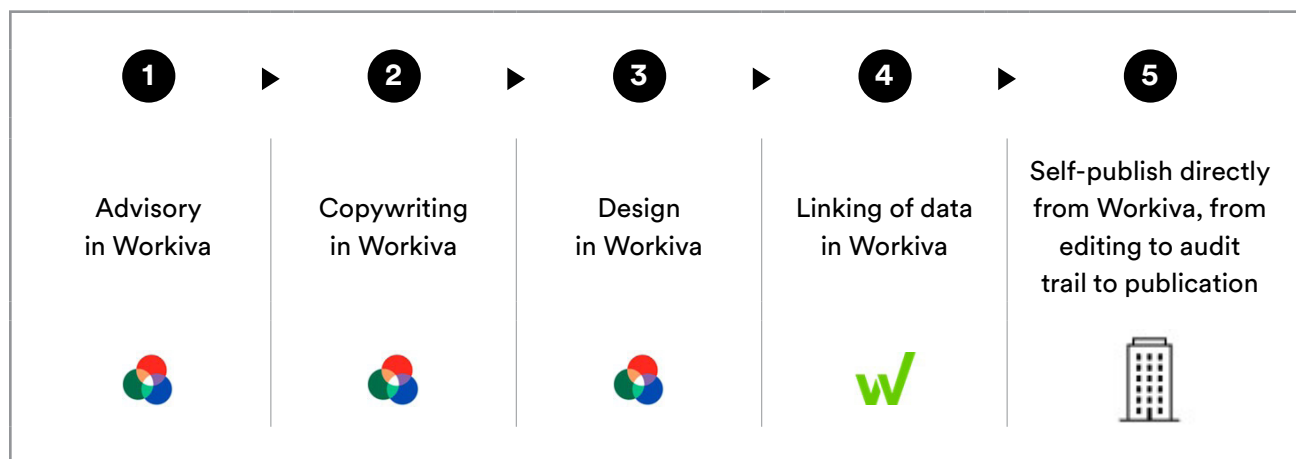 1
2
3
4
5
Advisory
in Workiva
Copywriting
in Workiva
Design
in Workiva
Linking of data
in Workiva
Self-publish directly
from Workiva, from
editing to audit
trail to publication